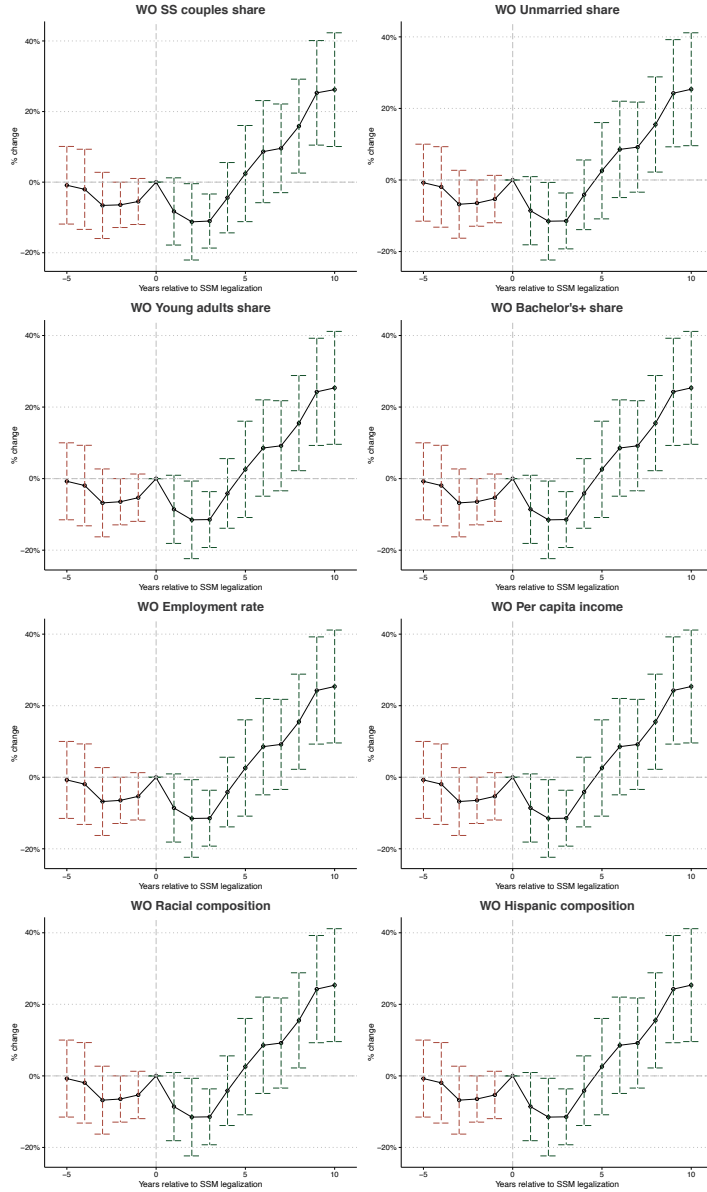 WO SS couples share
40%
20%
0%
−20%
% change
−5 0 5 10
Years relative to SSM legalization
WO Unmarried share
40%
20%
0%
−20%
% change
−5 0 5 10
Years relative to SSM legalization
WO Young adults share
40%
20%
0%
−20%
% change
−5 0 5 10
Years relative to SSM legalization
WO Bachelor's+ share
40%
20%
0%
−20%
% change
−5 0 5 10
Years relative to SSM legalization
WO Employment rate
40%
20%
0%
−20%
% change
−5 0 5 10
Years relative to SSM legalization
WO Per capita income
40%
20%
0%
−20%
% change
−5 0 5 10
Years relative to SSM legalization
WO Racial composition
40%
20%
0%
−20%
% change
−5 0 5 10
Years relative to SSM legalization
WO Hispanic composition
40%
20%
0%
−20%
% change
−5 0 5 10
Years relative to SSM legalization